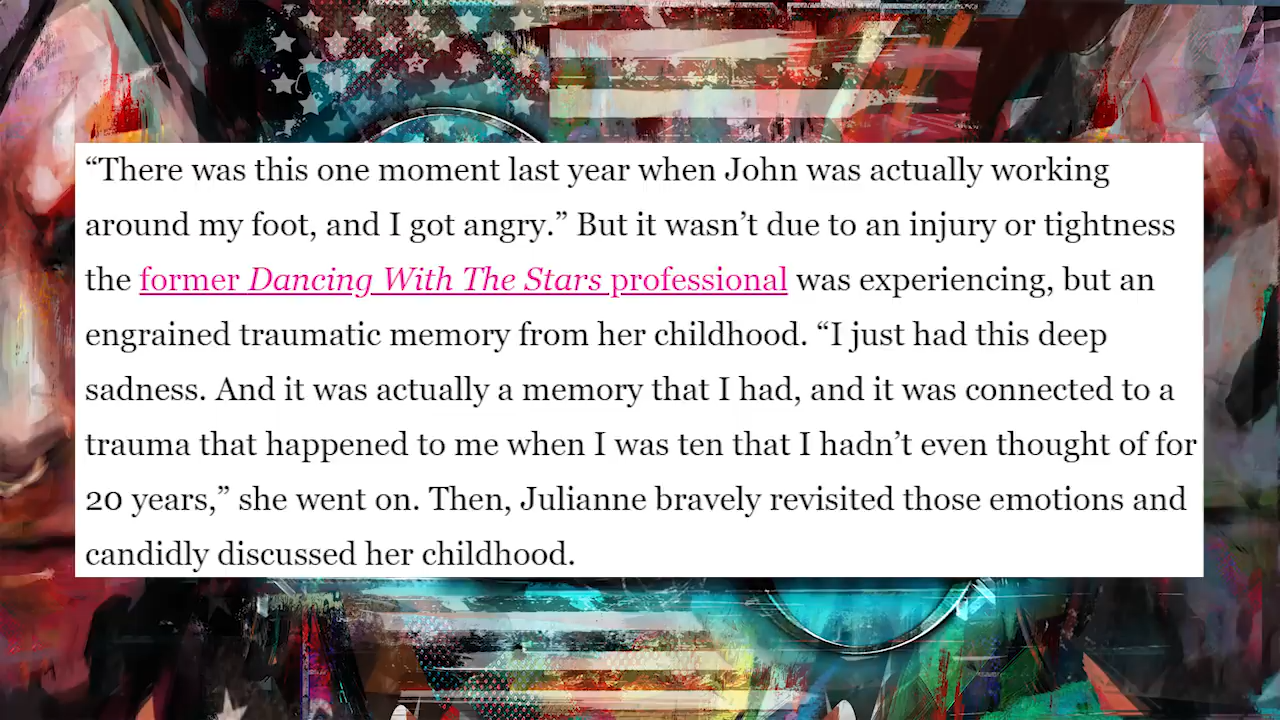 “There was this one moment last year when John was actually working
around my foot, and I got angry.” But it wasn’t due to an injury or tightness
the former Dancing With The Stars professional was experiencing, but an
engrained traumatic memory from her childhood. “I just had this deep
sadness. And it was actually a memory that I had, and it was connected to a
trauma that happened to me when I was ten that I hadn’t even thought of for
20 years,” she went on. Then, Julianne bravely revisited those emotions and
candidly discussed her childhood.